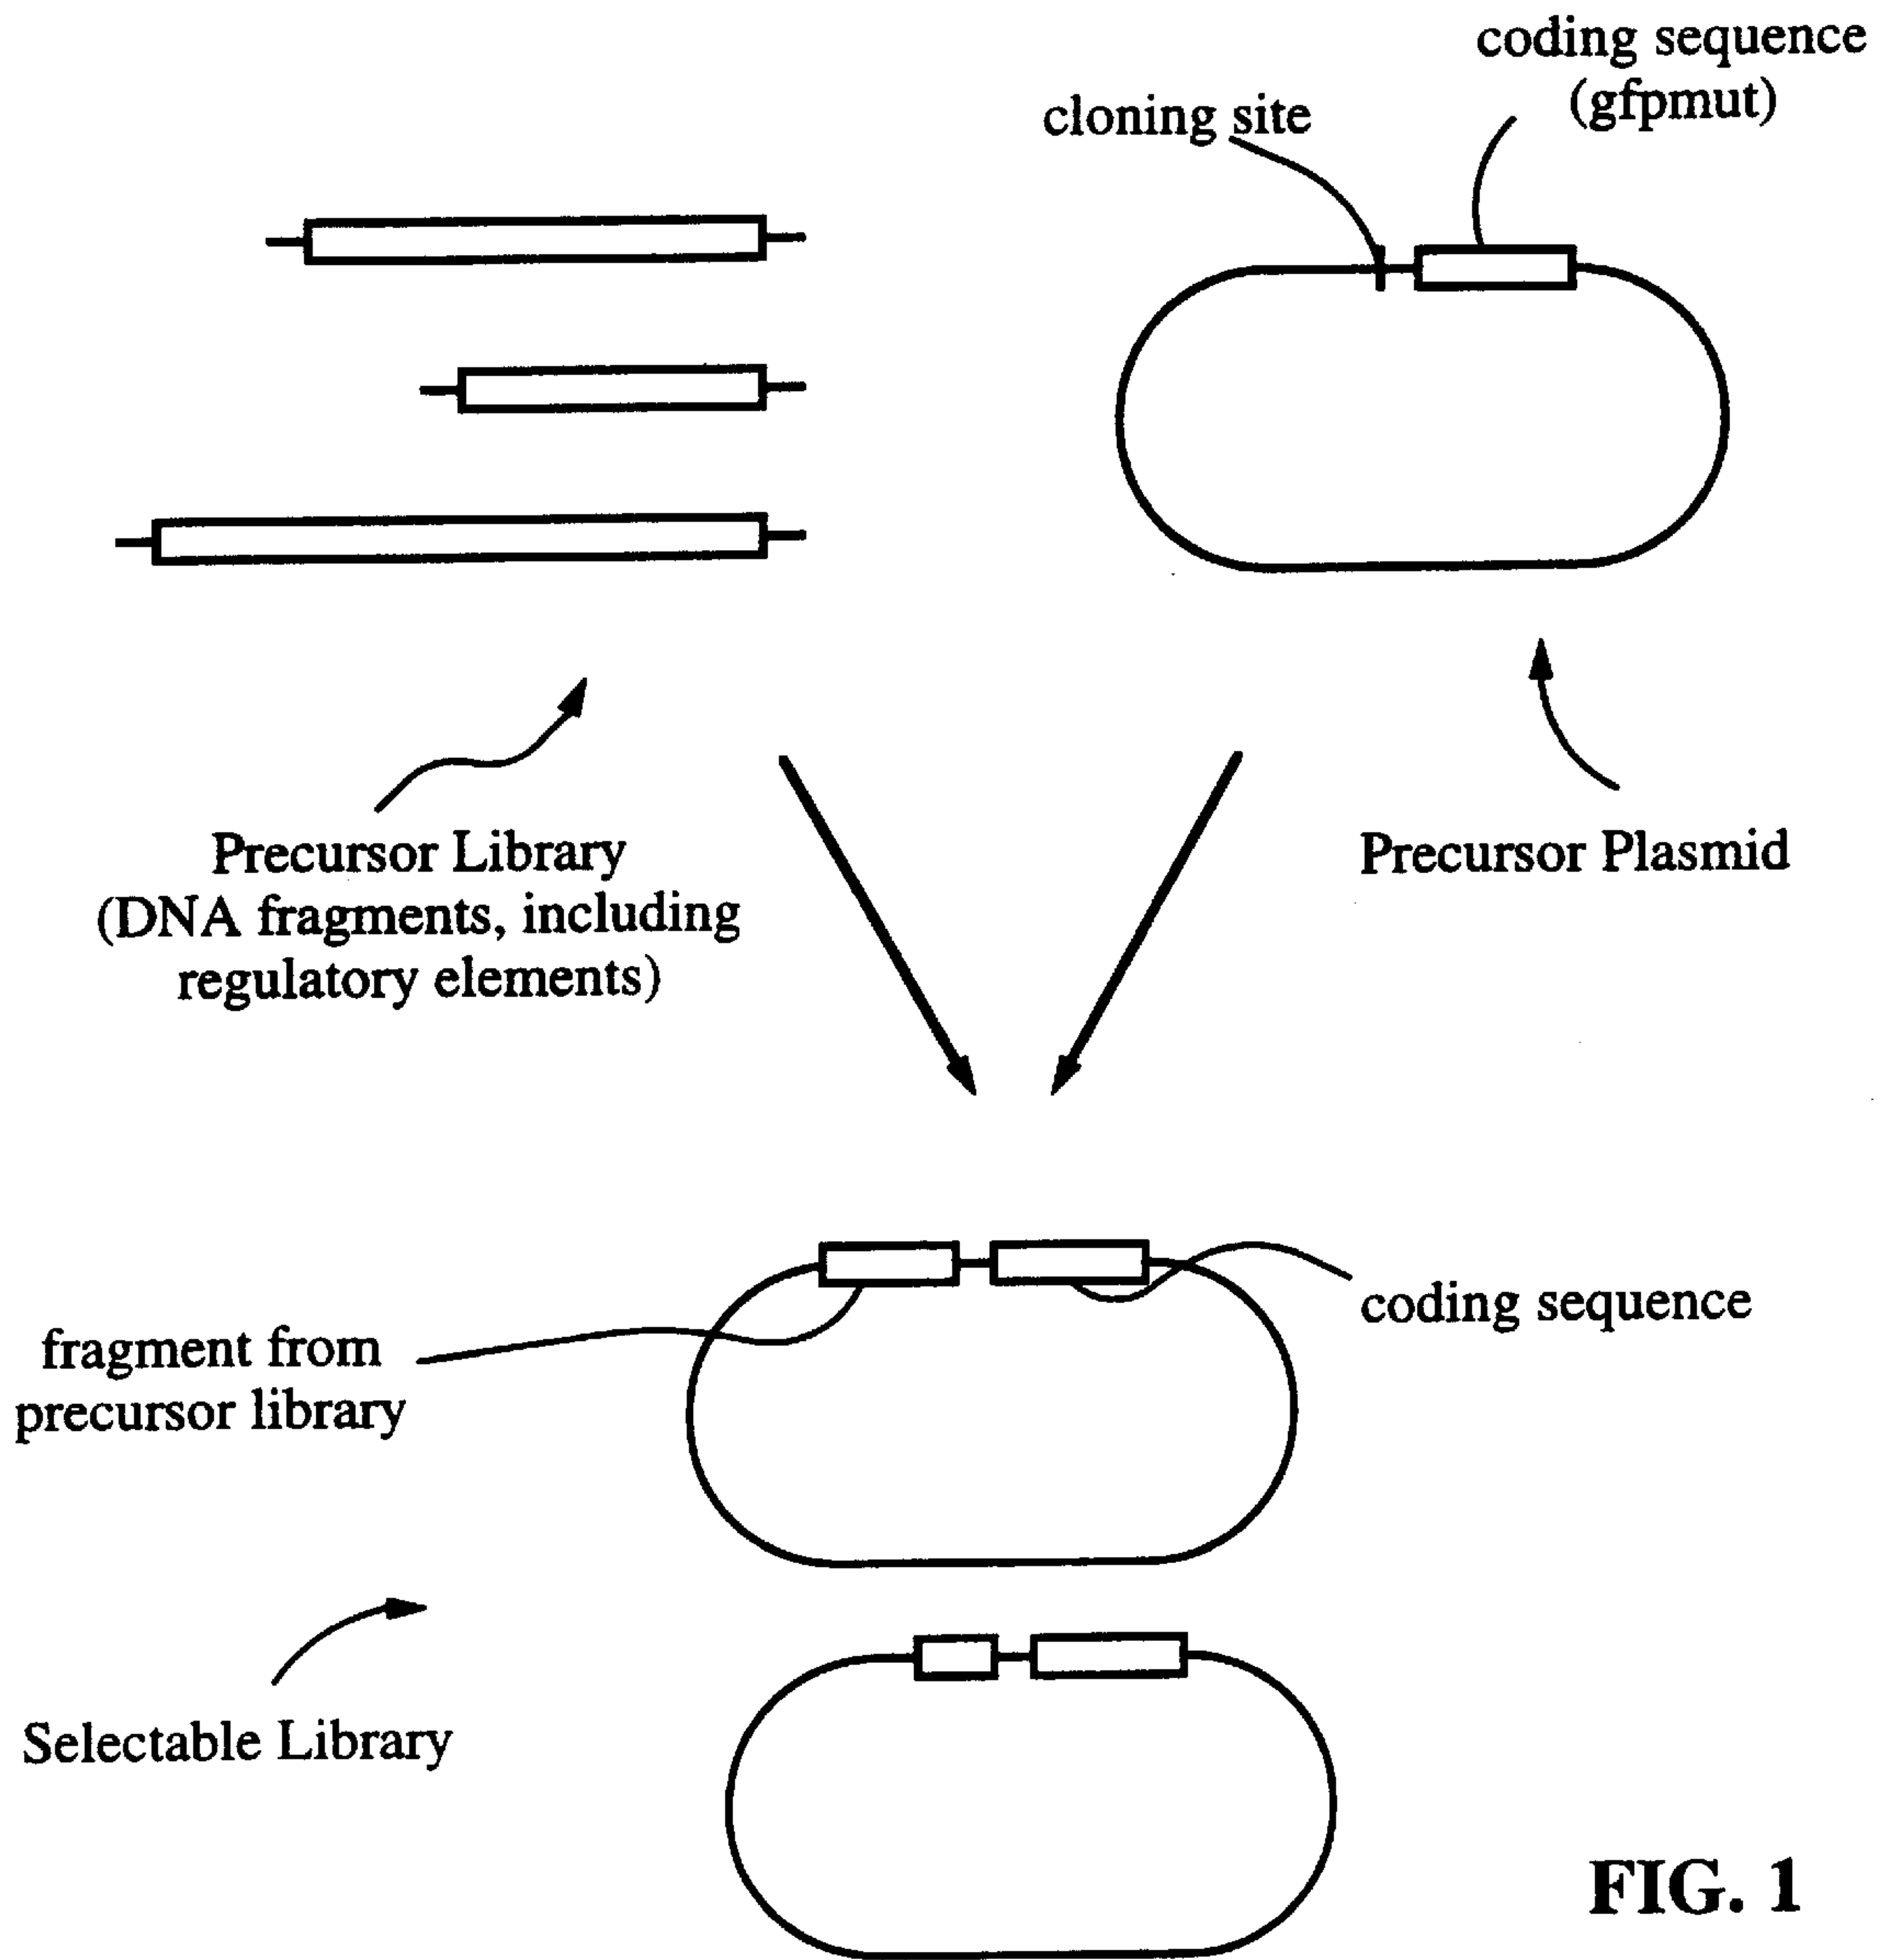 coding sequence
(gfpmut)
cloning site
Precursor Library
(DNA fragments, including
regulatory elements)
Precursor Plasmid
fragment from
precursor library
coding sequence
Selectable Library
FIG. 1